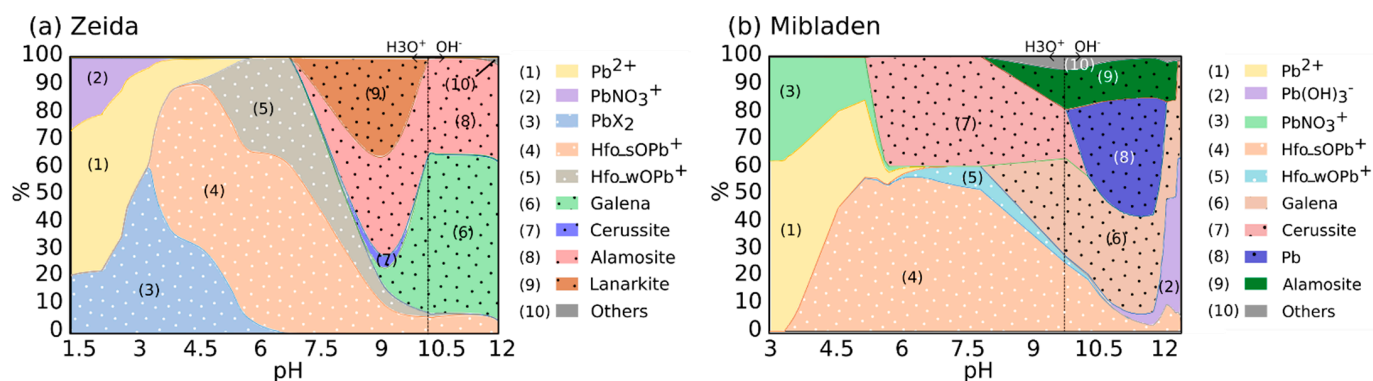 (a) Zeida
H3O⁺ OH⁻
100
90
80
70
60
50
40
30
20
10
0
%
(2)
(1)
(3)
(4)
(5)
(9)
(7)
(10)
(8)
(6)
1.5 3 4.5 6 7.5 9 10.5 12
pH
(1) Pb²⁺
(2) PbNO₃⁺
(3) PbX₂
(4) Hfo_sOPb⁺
(5) Hfo_wOPb⁺
(6) Galena
(7) Cerussite
(8) Alamosite
(9) Lanarkite
(10) Others
(b) Mibladen
H3O⁺ OH⁻
100
90
80
70
60
50
40
30
20
10
0
%
(3)
(1)
(7)
(5)
(4)
(10)
(9)
(8)
(6)
(2)
3 4.5 6 7.5 9 10.5 12
pH
(1) Pb²⁺
(2) Pb(OH)₃⁻
(3) PbNO₃⁺
(4) Hfo_sOPb⁺
(5) Hfo_wOPb⁺
(6) Galena
(7) Cerussite
(8) Pb
(9) Alamosite
(10) Others